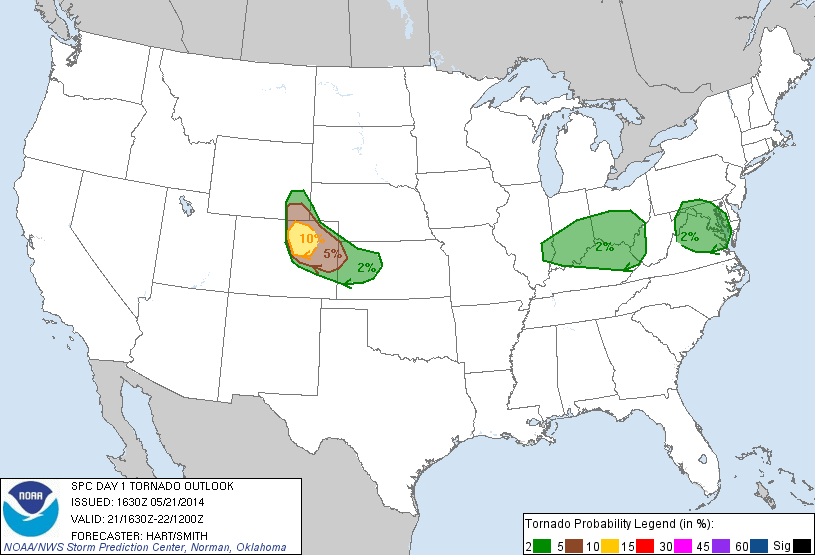 10%
5%
2%
2%
2%
NOAA
SPC DAY 1 TORNADO OUTLOOK
ISSUED: 1630Z 05/21/2014
VALID: 21/1630Z-22/1200Z
FORECASTER: HART/SMITH
NOAA/NWS Storm Prediction Center, Norman, Oklahoma
Tornado Probability Legend (in %):
2 5 10 15 30 45 60 Sig